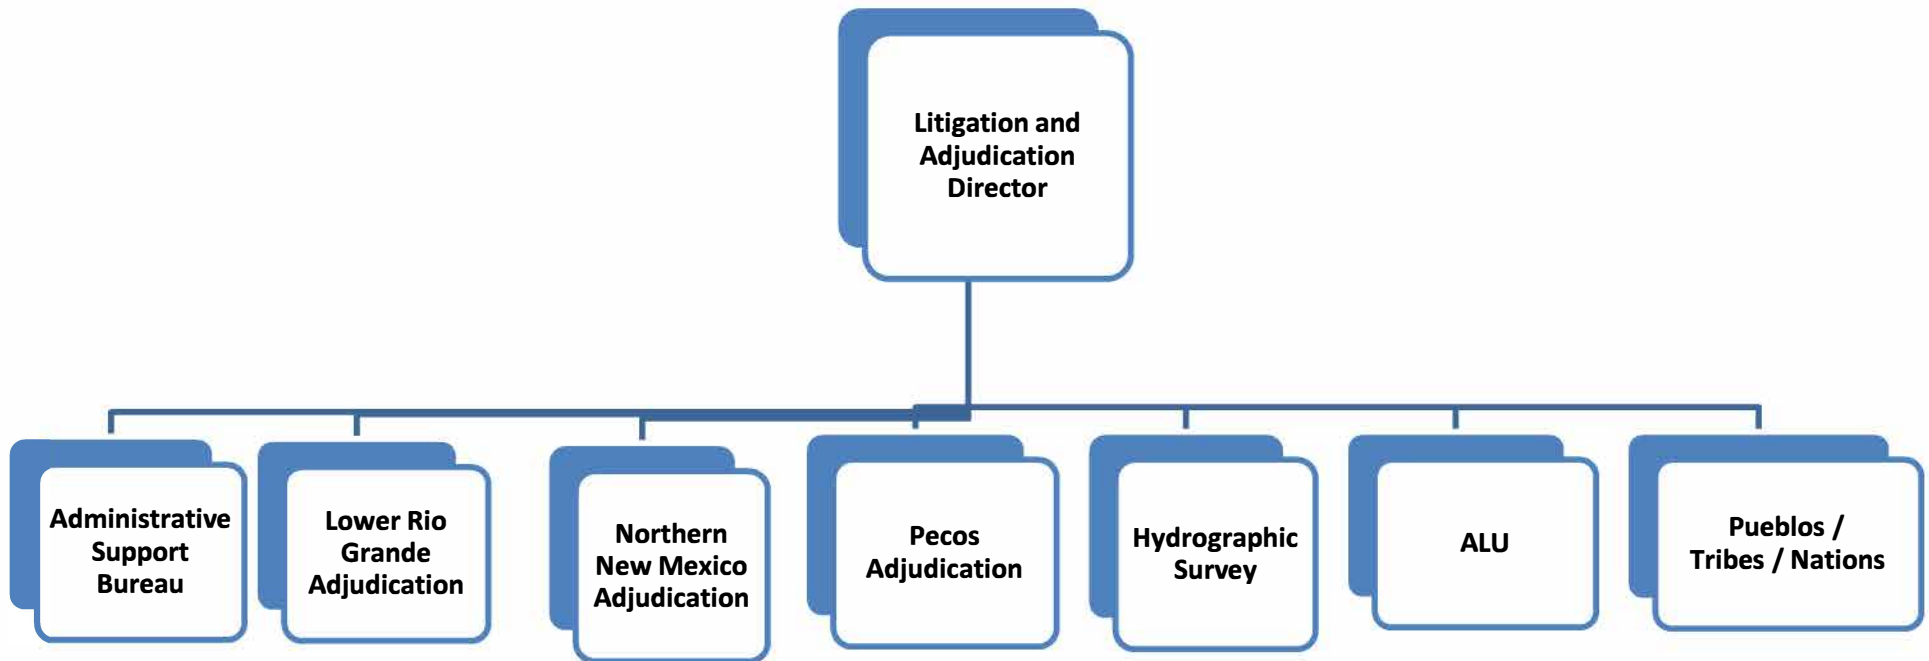 Litigation and
Adjudication
Director
Administrative
Support
Bureau
Lower Rio
Grande
Adjudication
Northern
New Mexico
Adjudication
Pecos
Adjudication
Hydrographic
Survey
ALU
Pueblos /
Tribes / Nations